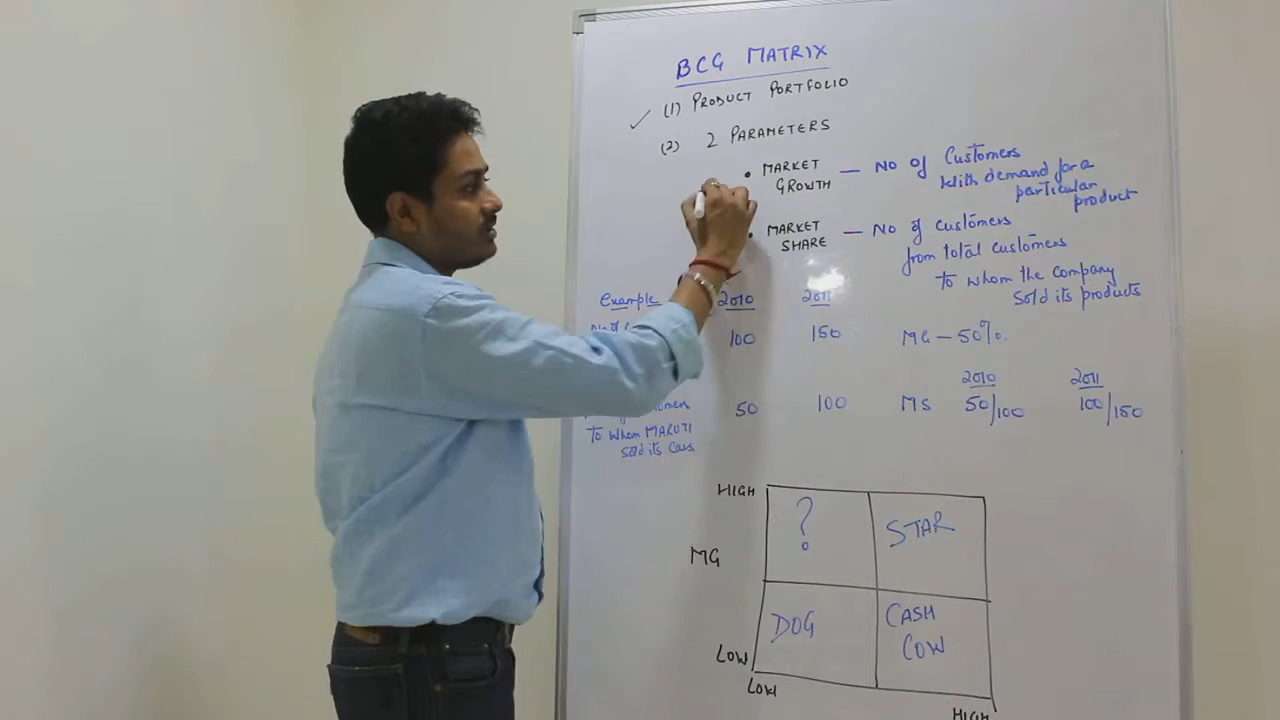 BCG MATRIX
(1) PRODUCT PORTFOLIO
(2) 2 PARAMETERS
• MARKET GROWTH — NO of Customers
With demand for a
particular
product
• MARKET SHARE — NO of customers
from total customers
to whom the company
sold its products
Example 2010 2011
100 150 MG — 50%.
2010 2011
50 100 MS 50/100 100/150
To whom MARUTI
sold its Cars
HIGH
? STAR
MG
DOG CASH COW
LOW
LOW
HIGH